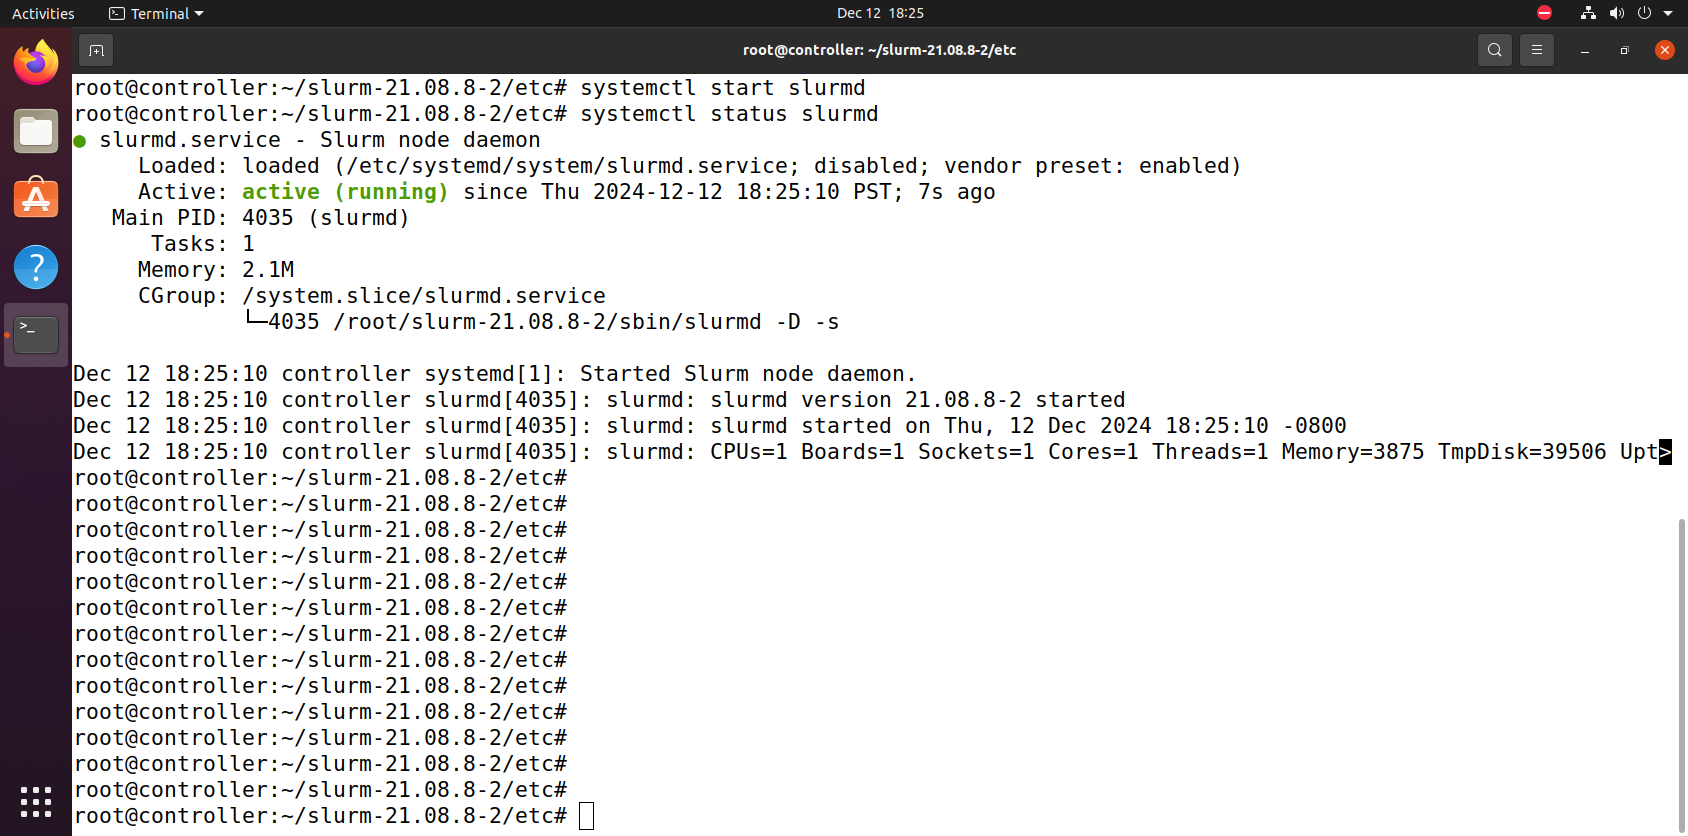 Activities Terminal Dec 12 18:25
root@controller: ~/slurm-21.08.8-2/etc
root@controller:~/slurm-21.08.8-2/etc# systemctl start slurmd
root@controller:~/slurm-21.08.8-2/etc# systemctl status slurmd
● slurmd.service - Slurm node daemon
     Loaded: loaded (/etc/systemd/system/slurmd.service; disabled; vendor preset: enabled)
     Active: active (running) since Thu 2024-12-12 18:25:10 PST; 7s ago
   Main PID: 4035 (slurmd)
      Tasks: 1
     Memory: 2.1M
     CGroup: /system.slice/slurmd.service
             └─4035 /root/slurm-21.08.8-2/sbin/slurmd -D -s
Dec 12 18:25:10 controller systemd[1]: Started Slurm node daemon.
Dec 12 18:25:10 controller slurmd[4035]: slurmd: slurmd version 21.08.8-2 started
Dec 12 18:25:10 controller slurmd[4035]: slurmd: slurmd started on Thu, 12 Dec 2024 18:25:10 -0800
Dec 12 18:25:10 controller slurmd[4035]: slurmd: CPUs=1 Boards=1 Sockets=1 Cores=1 Threads=1 Memory=3875 TmpDisk=39506 Upt>
root@controller:~/slurm-21.08.8-2/etc#
root@controller:~/slurm-21.08.8-2/etc#
root@controller:~/slurm-21.08.8-2/etc#
root@controller:~/slurm-21.08.8-2/etc#
root@controller:~/slurm-21.08.8-2/etc#
root@controller:~/slurm-21.08.8-2/etc#
root@controller:~/slurm-21.08.8-2/etc#
root@controller:~/slurm-21.08.8-2/etc#
root@controller:~/slurm-21.08.8-2/etc#
root@controller:~/slurm-21.08.8-2/etc#
root@controller:~/slurm-21.08.8-2/etc#
root@controller:~/slurm-21.08.8-2/etc#
root@controller:~/slurm-21.08.8-2/etc#
root@controller:~/slurm-21.08.8-2/etc#